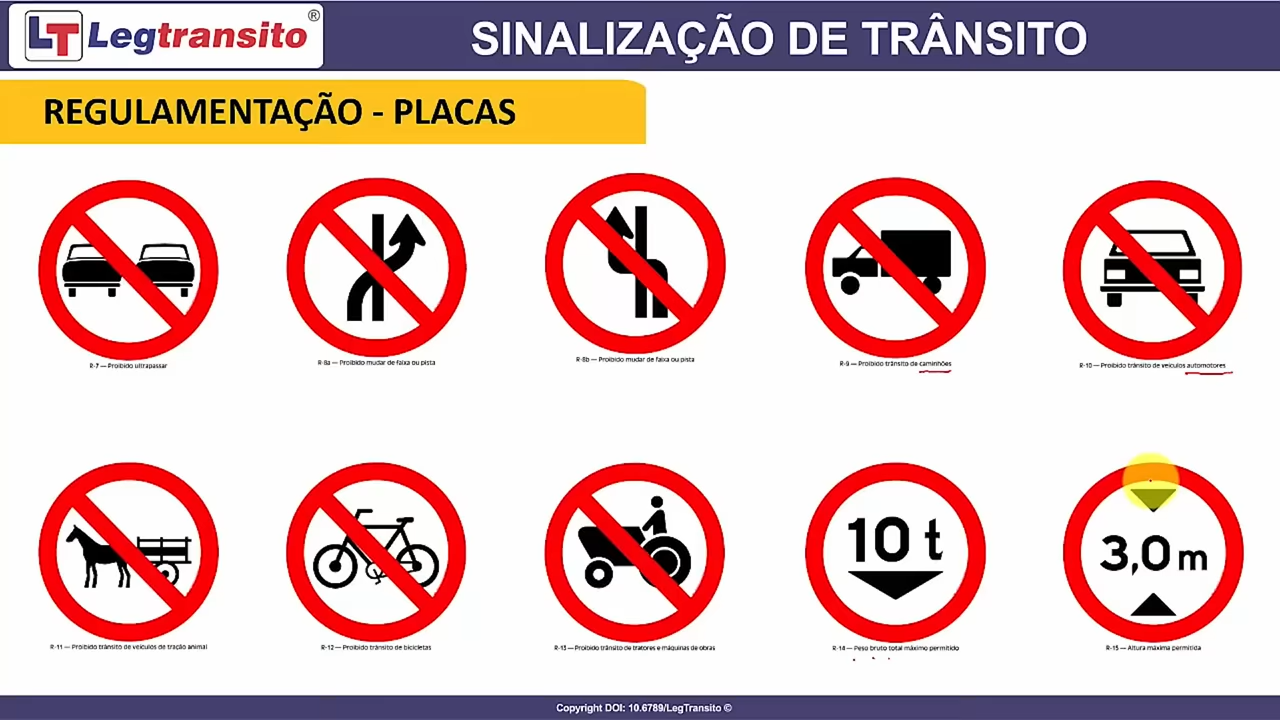 LT Legtransito®
SINALIZAÇÃO DE TRÂNSITO
REGULAMENTAÇÃO - PLACAS
R-7 — Proibido ultrapassar
R-8a — Proibido mudar de faixa ou pista
R-8b — Proibido mudar de faixa ou pista
R-9 — Proibido trânsito de caminhões
R-10 — Proibido trânsito de veículos automotores
10 t
3,0 m
R-11 — Proibido trânsito de veículos de tração animal
R-12 — Proibido trânsito de bicicletas
R-13 — Proibido trânsito de tratores e máquinas de obras
R-14 — Peso bruto total máximo permitido
R-15 — Altura máxima permitida
Copyright DOI: 10.6789/LegTransito ©